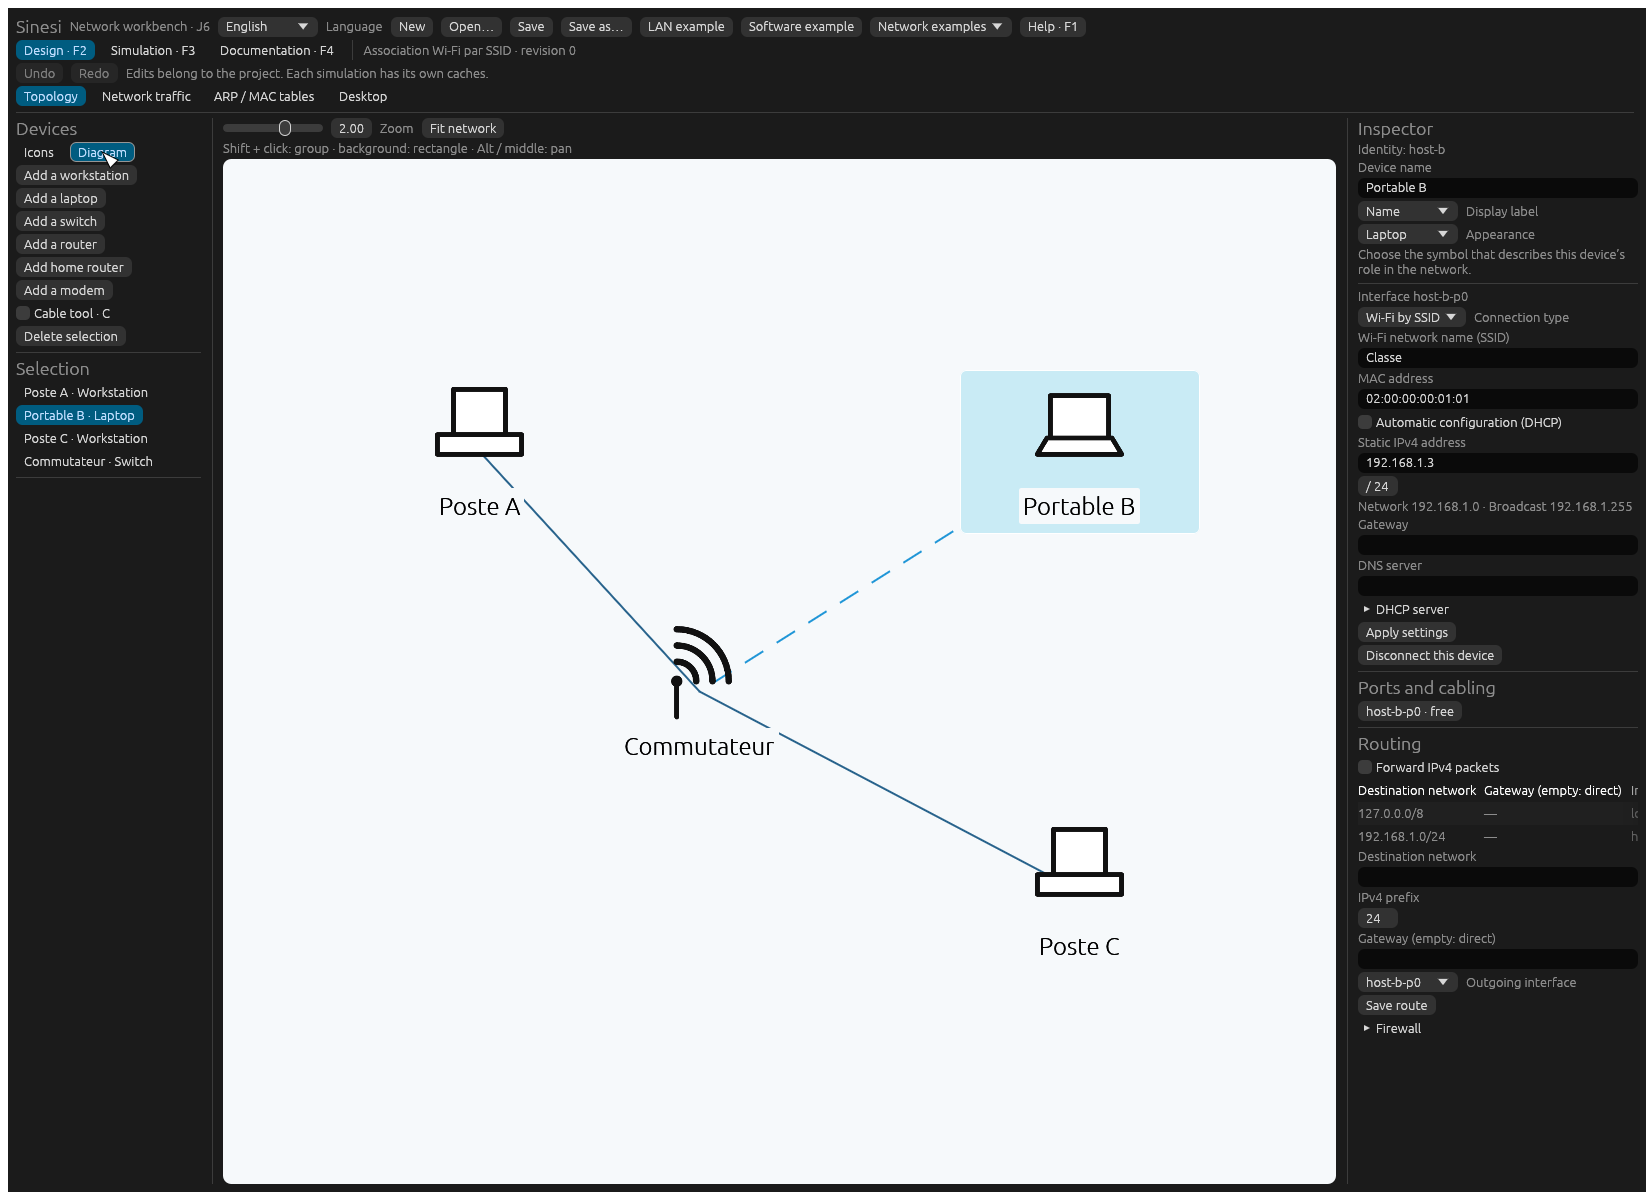 Sinesi Network workbench · J6 English Language New Open... Save Save as... LAN example Software example Network examples Help · F1
Design · F2 Simulation · F3 Documentation · F4 Association Wi-Fi par SSID · revision 0
Undo Redo Edits belong to the project. Each simulation has its own caches.
Topology Network traffic ARP / MAC tables Desktop
Devices
Icons Diagram
Add a workstation
Add a laptop
Add a switch
Add a router
Add home router
Add a modem
Cable tool · C
Delete selection
Selection
Poste A · Workstation
Portable B · Laptop
Poste C · Workstation
Commutateur · Switch
2.00 Zoom Fit network
Shift + click: group · background: rectangle · Alt / middle: pan
Poste A
Portable B
Commutateur
Poste C
Inspector
Identity: host-b
Device name
Portable B
Name Display label
Laptop Appearance
Choose the symbol that describes this device's
role in the network.
Interface host-b-p0
Wi-Fi by SSID Connection type
Wi-Fi network name (SSID)
Classe
MAC address
02:00:00:00:01:01
Automatic configuration (DHCP)
Static IPv4 address
192.168.1.3
/ 24
Network 192.168.1.0 · Broadcast 192.168.1.255
Gateway
DNS server
DHCP server
Apply settings
Disconnect this device
Ports and cabling
host-b-p0 · free
Routing
Forward IPv4 packets
Destination network Gateway (empty: direct)
127.0.0.0/8 —
192.168.1.0/24 —
Destination network
IPv4 prefix
24
Gateway (empty: direct)
host-b-p0 Outgoing interface
Save route
Firewall